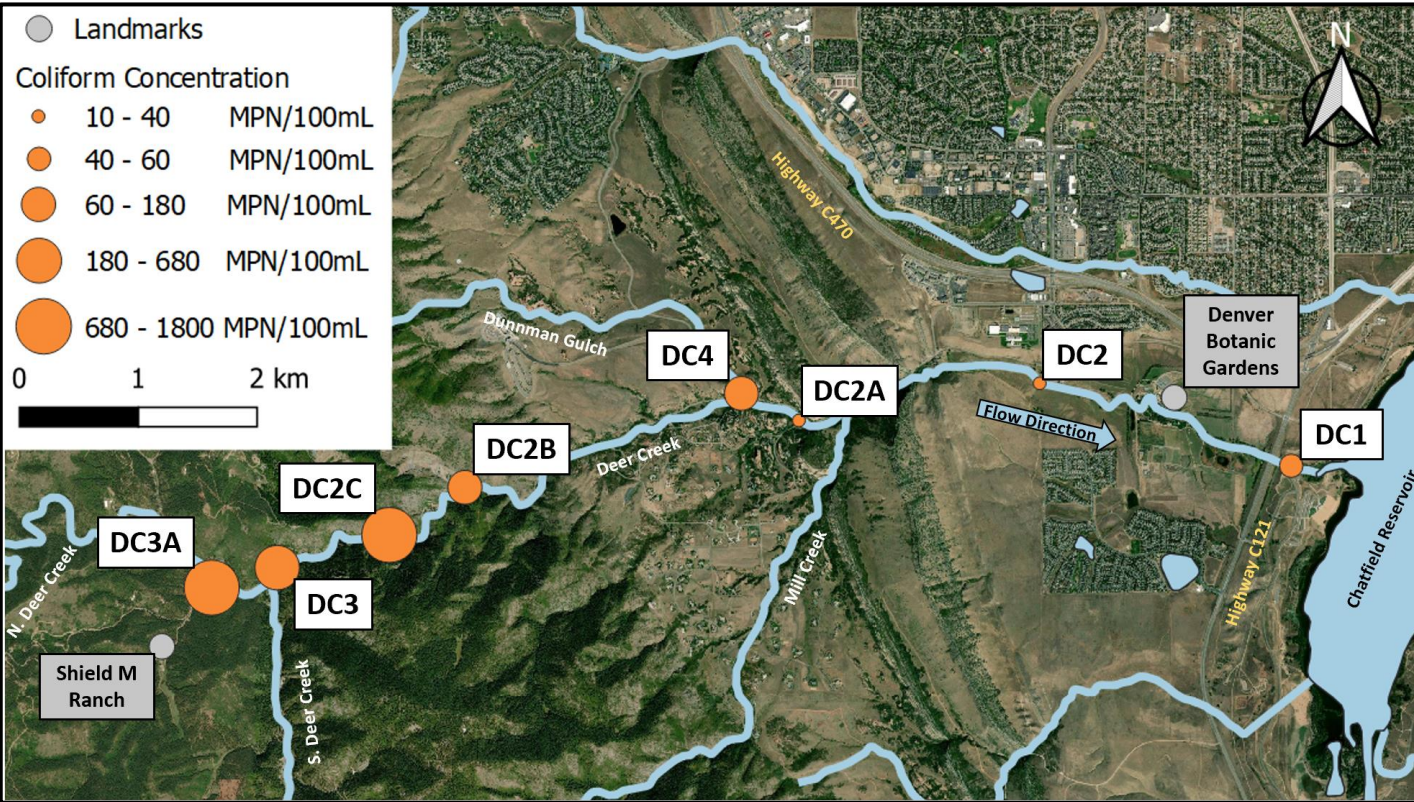 Landmarks
Coliform Concentration
10 - 40 MPN/100mL
40 - 60 MPN/100mL
60 - 180 MPN/100mL
180 - 680 MPN/100mL
680 - 1800 MPN/100mL
0 1 2 km
N
Highway C470
Denver
Botanic
Gardens
Dunnman Gulch
DC4
DC2
DC2A
Flow Direction
DC1
DC2B
Deer Creek
DC2C
Chatfield Reservoir
DC3A
Mill Creek
Highway C121
N. Deer Creek
DC3
Shield M
Ranch
S. Deer Creek